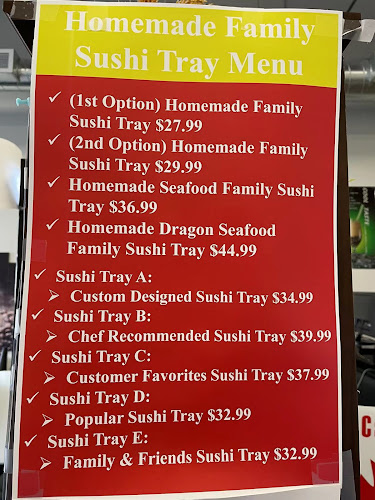 Homemade Family
Sushi Tray Menu
✓ (1st Option) Homemade Family
Sushi Tray $27.99
✓ (2nd Option) Homemade Family
Sushi Tray $29.99
✓ Homemade Seafood Family Sushi
Tray $36.99
✓ Homemade Dragon Seafood
Family Sushi Tray $44.99
✓ Sushi Tray A:
➢ Custom Designed Sushi Tray $34.99
✓ Sushi Tray B:
➢ Chef Recommended Sushi Tray $39.99
✓ Sushi Tray C:
➢ Customer Favorites Sushi Tray $37.99
✓ Sushi Tray D:
➢ Popular Sushi Tray $32.99
✓ Sushi Tray E:
➢ Family & Friends Sushi Tray $32.99